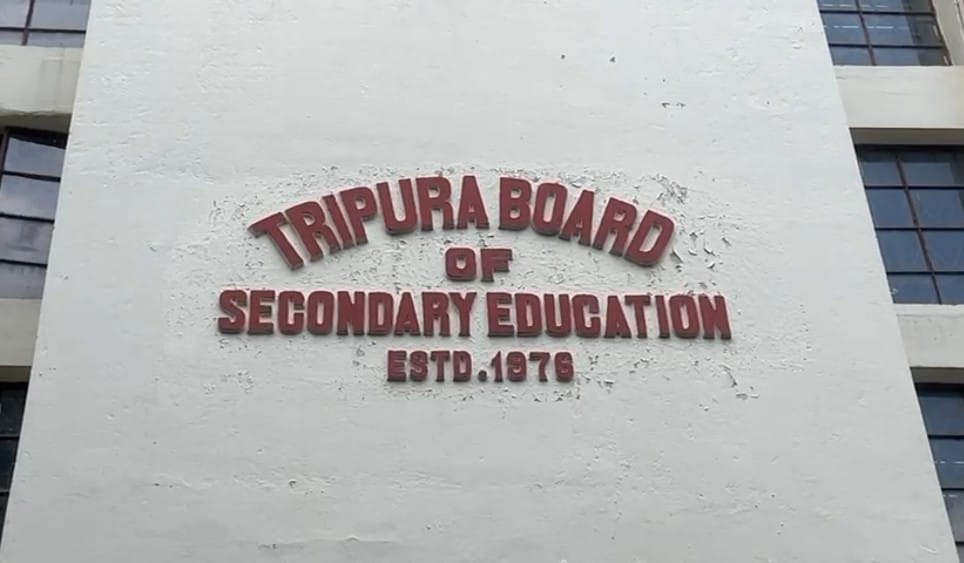 TRIPURA BOARD
OF
SECONDARY EDUCATION
ESTD.1976